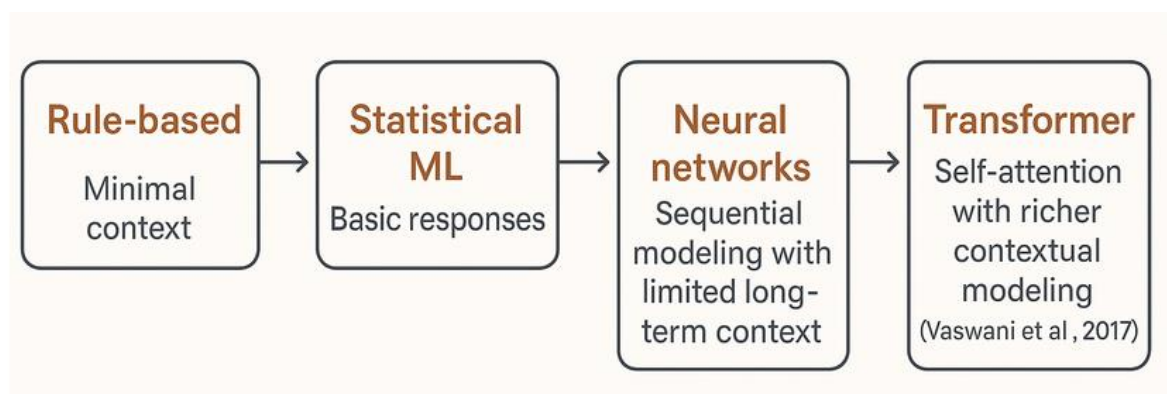 Rule-based
Minimal
context
Statistical
ML
Basic responses
Neural
networks
Sequential
modeling with
limited long-
term context
Transformer
Self-attention
with richer
contextual
modeling
(Vaswani et al , 2017)